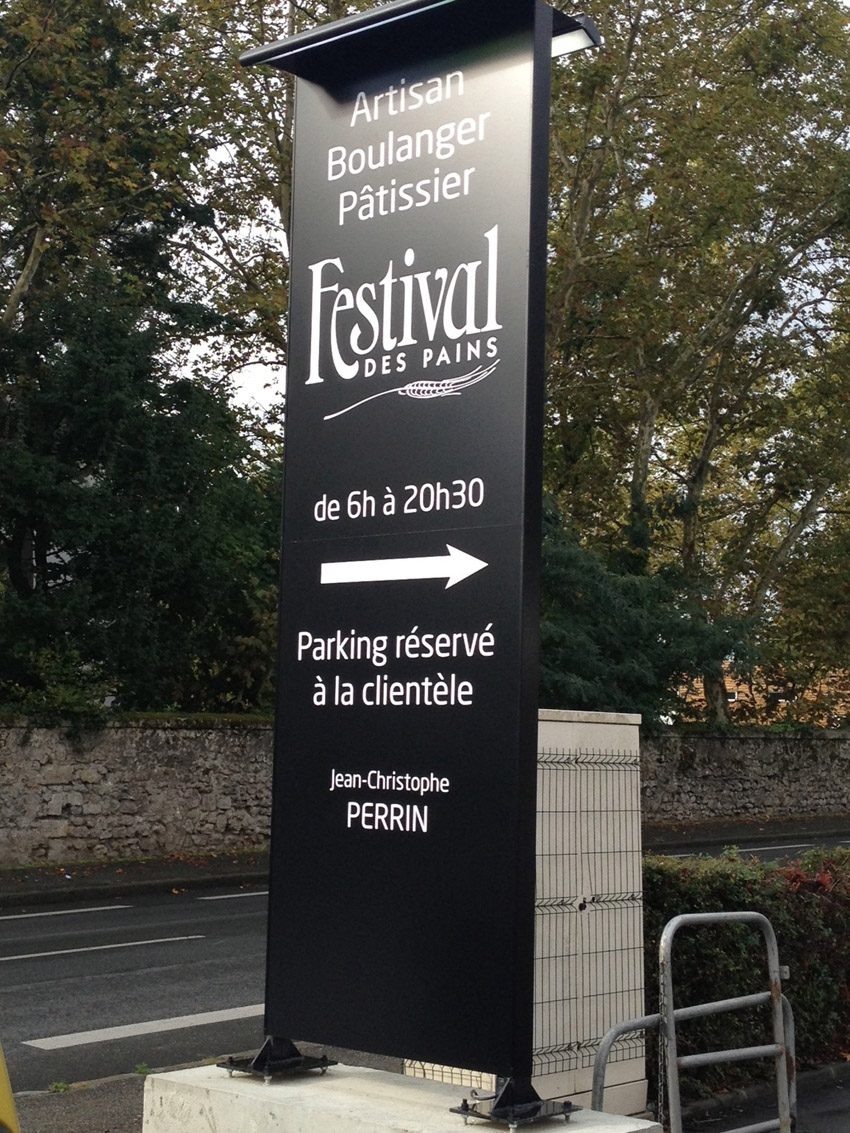 Artisan
Boulanger
Pâtissier
Festival
DES PAINS
de 6h à 20h30
Parking réservé
à la clientèle
Jean-Christophe
PERRIN